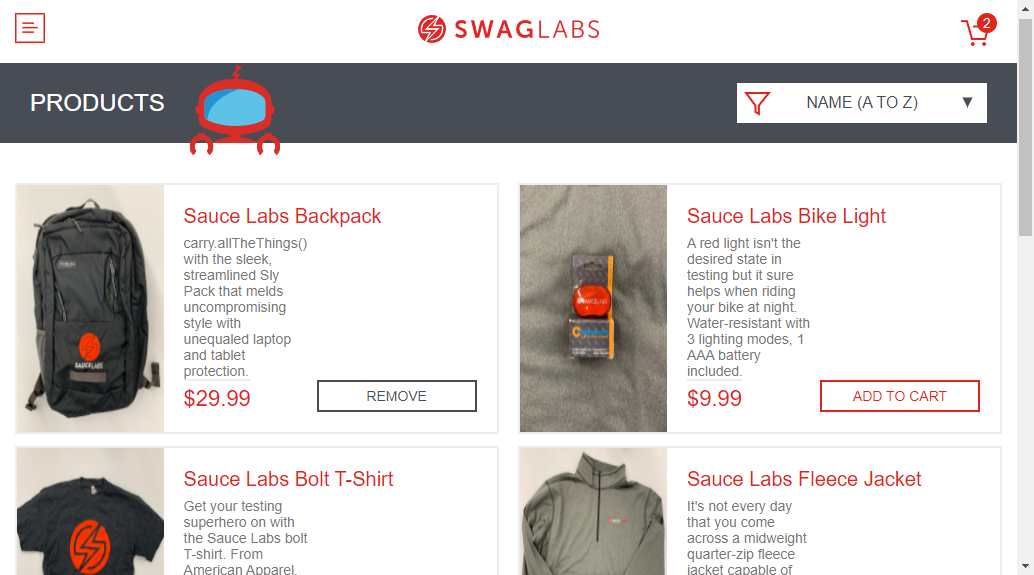 SWAGLABS
2
PRODUCTS
NAME (A TO Z)
Sauce Labs Backpack
carry.allTheThings()
with the sleek,
streamlined Sly
Pack that melds
uncompromising
style with
unequaled laptop
and tablet
protection.
$29.99
REMOVE
SAUCELABS
Sauce Labs Bike Light
A red light isn't the
desired state in
testing but it sure
helps when riding
your bike at night.
Water-resistant with
3 lighting modes, 1
AAA battery
included.
$9.99
ADD TO CART
SAUCELABS
Sauce Labs Bolt T-Shirt
Get your testing
superhero on with
the Sauce Labs bolt
T-shirt. From
American Apparel,
Sauce Labs Fleece Jacket
It's not every day
that you come
across a midweight
quarter-zip fleece
jacket capable of